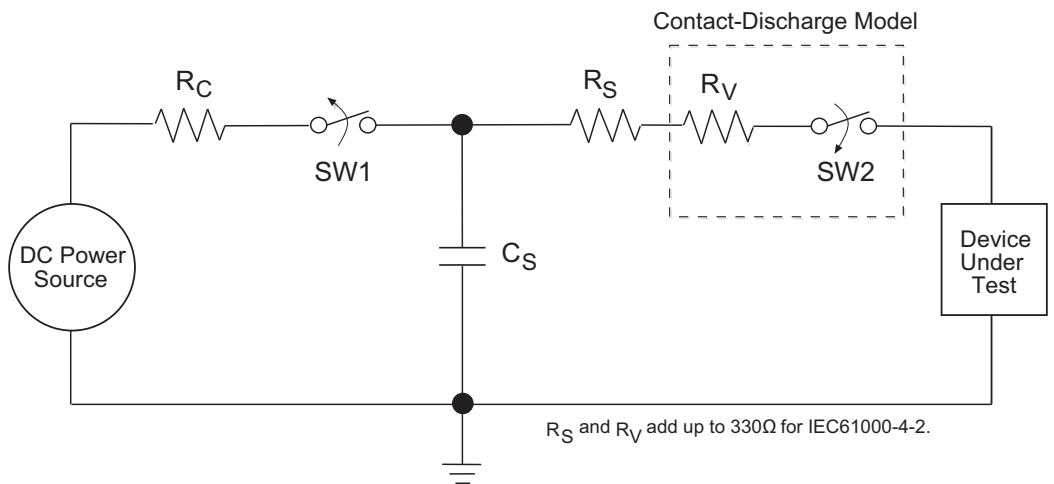 Contact-Discharge Model
R_C
R_S
R_V
SW1
SW2
DC Power
Source
C_S
Device
Under
Test
R_S and R_V add up to 330Ω for IEC61000-4-2.